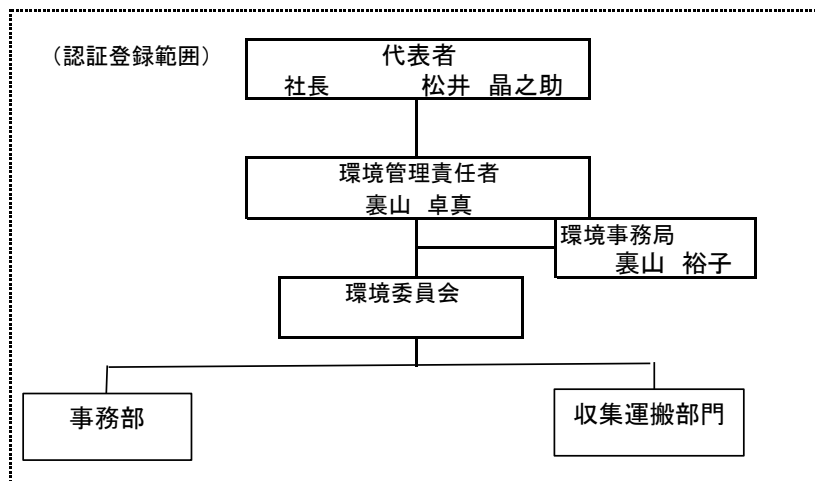 (認証登録範囲)
代表者
社長 松井 晶之助
環境管理責任者
裏山 卓真
環境事務局
裏山 裕子
環境委員会
事務部
収集運搬部門